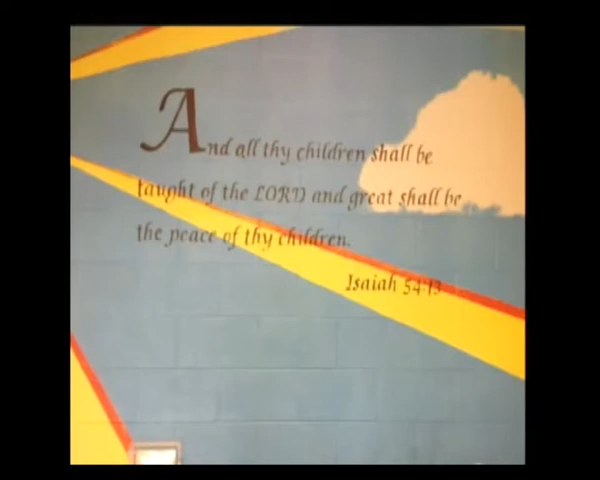 And all thy children shall be
taught of the LORD and great shall be
the peace of thy children.
Isaiah 54:13